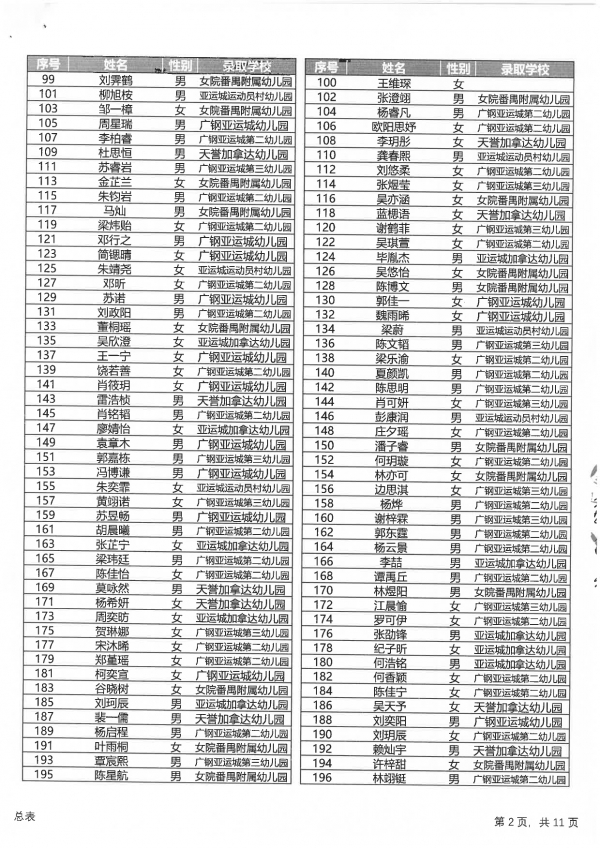 序号 姓名 性别 录取学校
99 刘霁鹤 男 女院番禺附属幼儿园
101 柳旭桉 男 亚运城运动员村幼儿园
103 邹一樟 女 女院番禺附属幼儿园
105 周星瑞 男 广钢亚运城幼儿园
107 李柏睿 男 广钢亚运城第二幼儿园
109 杜思恒 男 天誉加拿达幼儿园
111 苏睿岩 男 广钢亚运城第三幼儿园
113 金芷兰 女 女院番禺附属幼儿园
115 朱钧岩 男 广钢亚运城第二幼儿园
117 马灿 男 女院番禺附属幼儿园
119 梁炜贻 女 广钢亚运城第二幼儿园
121 邓行之 男 广钢亚运城幼儿园
123 简锶晴 女 广钢亚运城幼儿园
125 朱靖尧 女 亚运城运动员村幼儿园
127 邓昕 女 广钢亚运城第二幼儿园
129 苏诺 男 广钢亚运城幼儿园
131 刘政阳 男 广钢亚运城第二幼儿园
133 董桐瑶 女 女院番禺附属幼儿园
135 吴欣澄 女 亚运城加拿达幼儿园
137 王一宁 男 广钢亚运城幼儿园
139 饶若善 女 广钢亚运城第二幼儿园
141 肖筱玥 女 广钢亚运城幼儿园
143 雷浩桢 男 天誉加拿达幼儿园
145 肖铭韬 男 广钢亚运城第二幼儿园
147 廖婧怡 女 亚运城加拿达幼儿园
149 袁章木 男 广钢亚运城幼儿园
151 郭嘉栋 男 广钢亚运城第三幼儿园
153 冯博谦 男 广钢亚运城幼儿园
155 朱奕霏 女 亚运城运动员村幼儿园
157 黄翊诺 女 广钢亚运城第三幼儿园
159 苏昱畅 男 广钢亚运城幼儿园
161 胡晨曦 男 广钢亚运城第二幼儿园
163 张芷宁 女 亚运城加拿达幼儿园
165 梁玮廷 男 广钢亚运城第二幼儿园
167 陈佳怡 女 广钢亚运城第二幼儿园
169 莫咏然 男 天誉加拿达幼儿园
171 杨希妍 女 天誉加拿达幼儿园
173 周奕昉 女 亚运城加拿达幼儿园
175 贺琳娜 女 广钢亚运城第三幼儿园
177 宋沐晞 女 广钢亚运城第二幼儿园
179 郑堇瑶 女 广钢亚运城第二幼儿园
181 柯奕宣 女 广钢亚运城第二幼儿园
183 谷晓树 女 女院番禺附属幼儿园
185 刘珂辰 男 亚运城加拿达幼儿园
187 裴一儒 男 天誉加拿达幼儿园
189 杨启程 男 广钢亚运城第二幼儿园
191 叶雨桐 女 女院番禺附属幼儿园
193 覃宸熙 男 广钢亚运城第三幼儿园
195 陈星航 男 女院番禺附属幼儿园
序号 姓名 性别 录取学校
100 王维琛 女
102 张澄翊 男 女院番禺附属幼儿园
104 杨睿凡 男 广钢亚运城第二幼儿园
106 欧阳思妤 女 广钢亚运城第二幼儿园
108 李玥彤 女 天誉加拿达幼儿园
110 龚春熙 男 亚运城运动员村幼儿园
112 刘悠柔 女 广钢亚运城第二幼儿园
114 张煜莹 女 广钢亚运城第三幼儿园
116 吴亦涵 女 女院番禺附属幼儿园
118 蓝楒语 女 天誉加拿达幼儿园
120 谢鹤菲 女 广钢亚运城第三幼儿园
122 吴琪萱 女 广钢亚运城第二幼儿园
124 毕胤杰 男 亚运城加拿达幼儿园
126 吴悠怡 女 女院番禺附属幼儿园
128 陈博文 男 女院番禺附属幼儿园
130 郭佳一 女 广钢亚运城幼儿园
132 魏雨晞 女 广钢亚运城幼儿园
134 梁蔚 男 亚运城运动员村幼儿园
136 陈文韬 男 广钢亚运城第三幼儿园
138 梁乐渝 女 广钢亚运城第二幼儿园
140 夏颜凯 男 广钢亚运城第二幼儿园
142 陈思明 男 广钢亚运城第二幼儿园
144 肖可妍 女 广钢亚运城第二幼儿园
146 彭康润 男 亚运城运动员村幼儿园
148 庄夕瑶 女 广钢亚运城第二幼儿园
150 潘子睿 男 女院番禺附属幼儿园
152 何玥璇 女 广钢亚运城第二幼儿园
154 林亦可 女 女院番禺附属幼儿园
156 边思淇 女 广钢亚运城第三幼儿园
158 杨烨 男 广钢亚运城第二幼儿园
160 谢梓霖 男 广钢亚运城第三幼儿园
162 郭东霆 男 广钢亚运城第二幼儿园
164 杨云景 男 广钢亚运城第二幼儿园
166 李喆 男 亚运城加拿达幼儿园
168 谭禹丘 男 广钢亚运城第二幼儿园
170 林煜阳 男 女院番禺附属幼儿园
172 江晨愉 女 广钢亚运城第三幼儿园
174 罗可伊 女 广钢亚运城第二幼儿园
176 张劭锋 男 亚运城加拿达幼儿园
178 纪子昕 女 亚运城加拿达幼儿园
180 何浩铭 男 亚运城加拿达幼儿园
182 何香颖 女 广钢亚运城第二幼儿园
184 陈佳宁 女 广钢亚运城第二幼儿园
186 吴天予 女 天誉加拿达幼儿园
188 刘奕阳 男 广钢亚运城幼儿园
190 刘玥辰 女 广钢亚运城第二幼儿园
192 赖灿宇 男 天誉加拿达幼儿园
194 许梓甜 女 女院番禺附属幼儿园
196 林翊铤 男 广钢亚运城第二幼儿园
总表
第 2 页，共 11 页